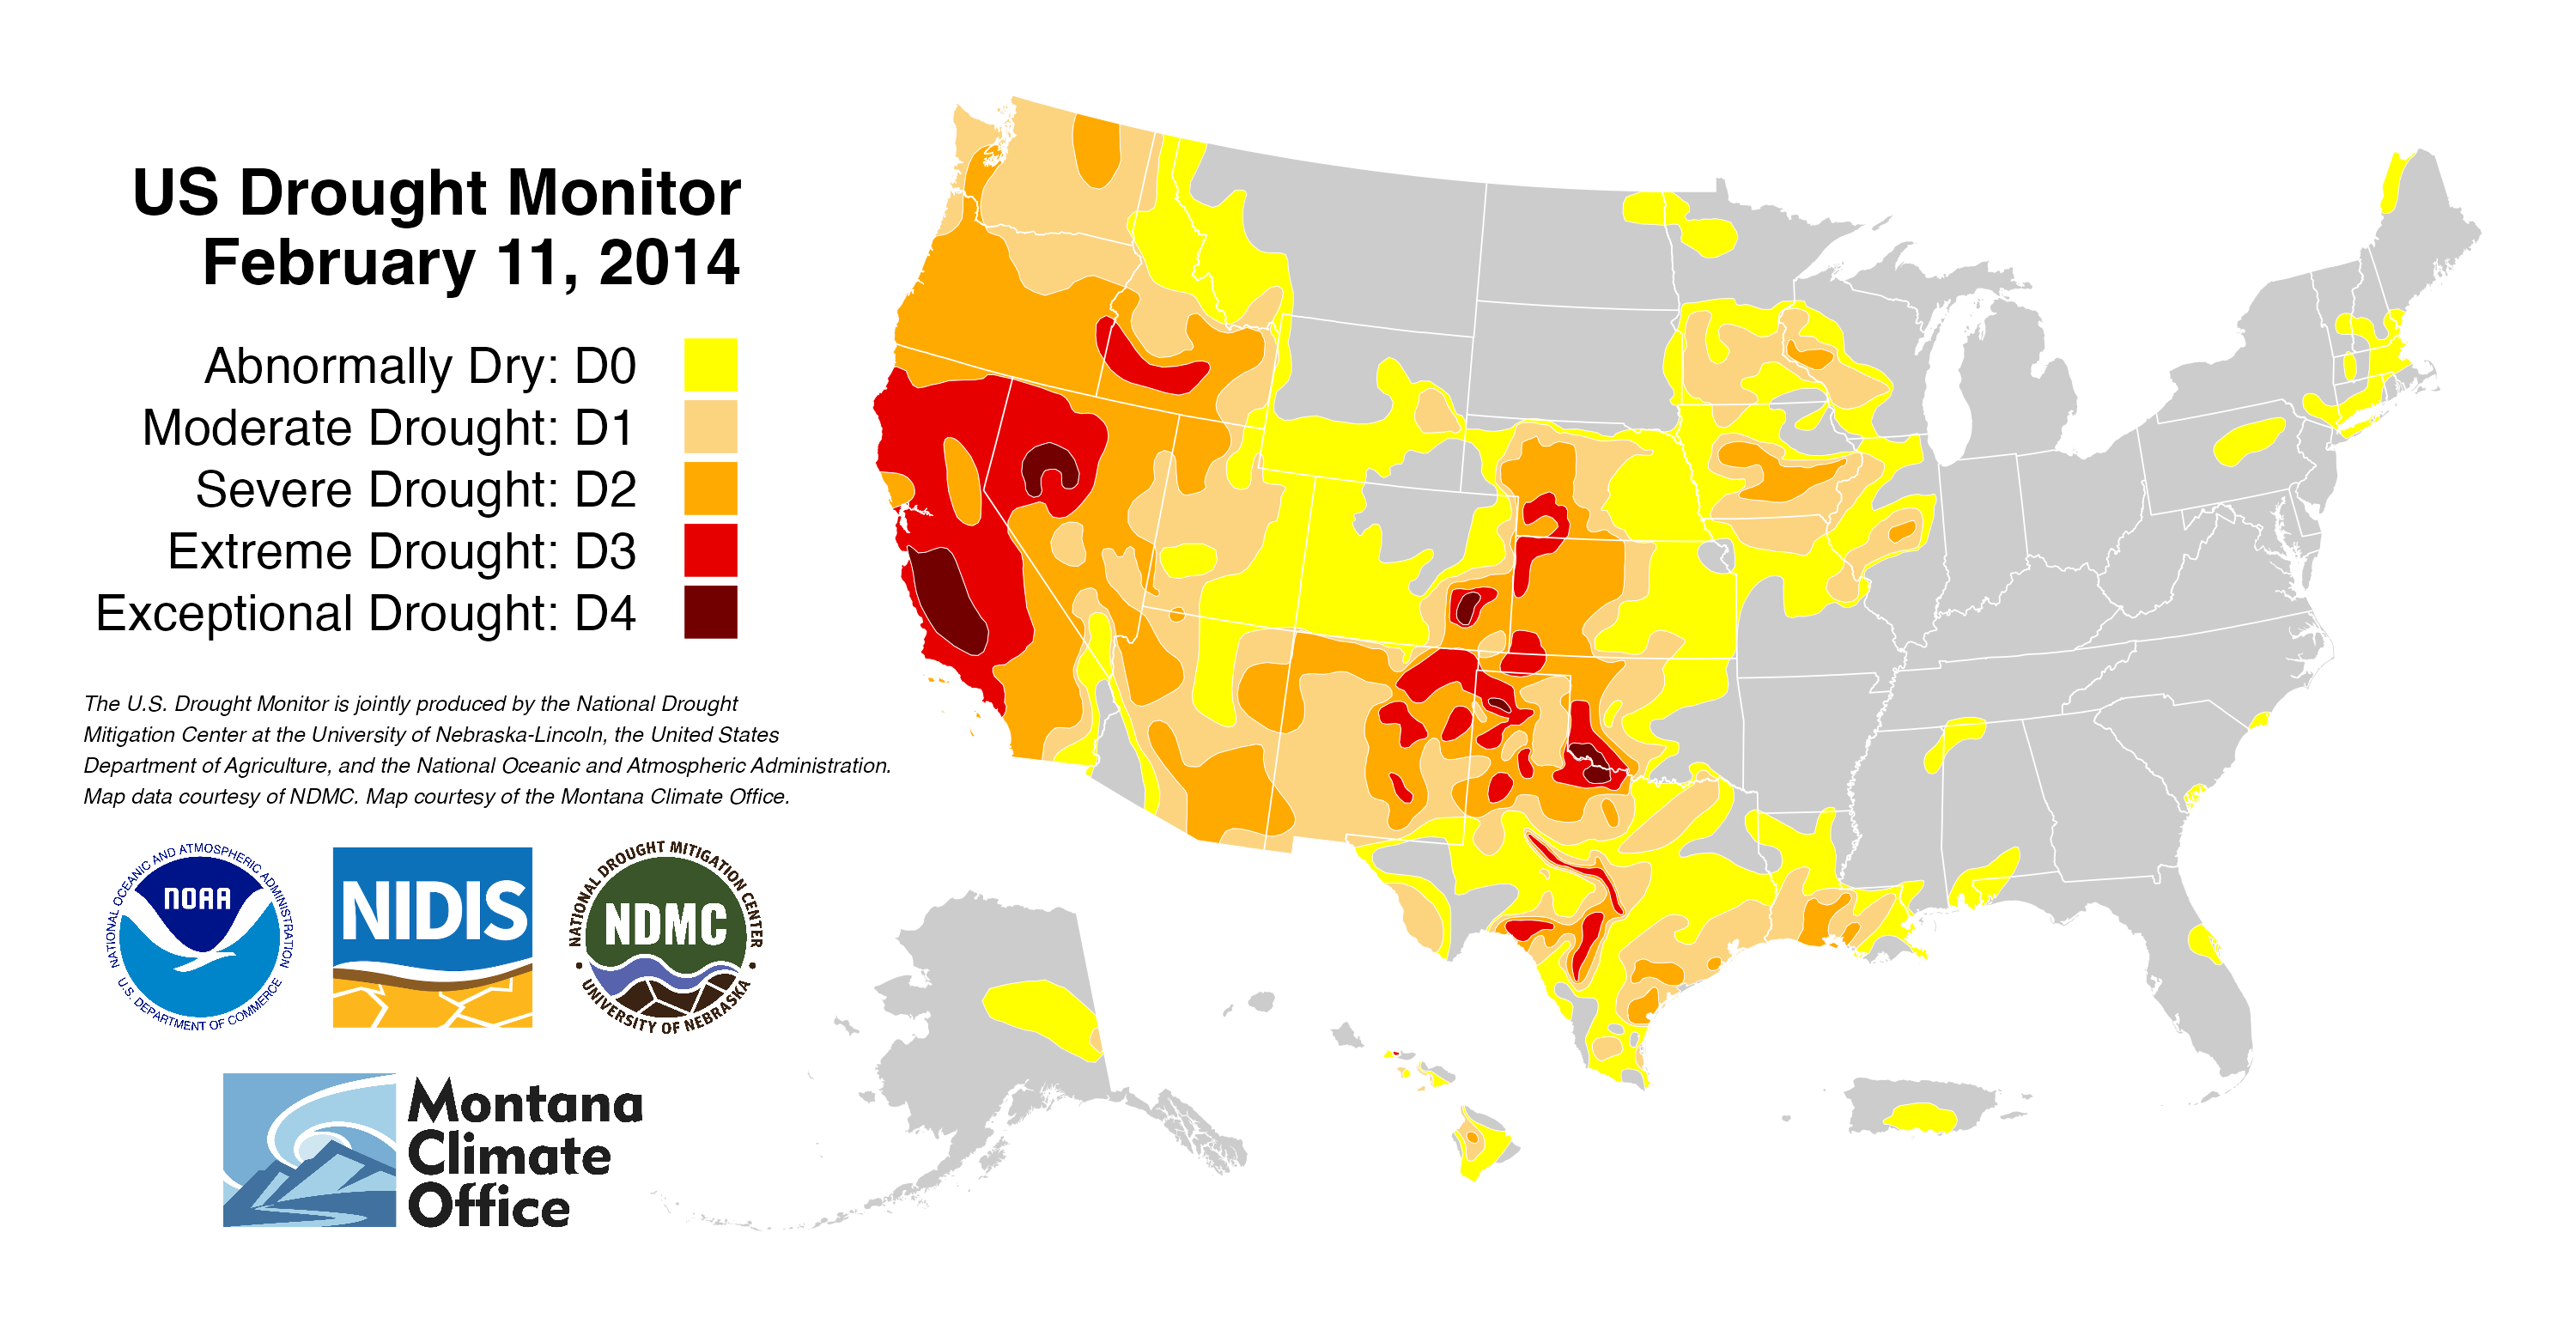 US Drought Monitor
February 11, 2014
Abnormally Dry: D0
Moderate Drought: D1
Severe Drought: D2
Extreme Drought: D3
Exceptional Drought: D4
The U.S. Drought Monitor is jointly produced by the National Drought
Mitigation Center at the University of Nebraska-Lincoln, the United States
Department of Agriculture, and the National Oceanic and Atmospheric Administration.
Map data courtesy of NDMC. Map courtesy of the Montana Climate Office.
NATIONAL OCEANIC AND ATMOSPHERIC ADMINISTRATION
NOAA
U.S. DEPARTMENT OF COMMERCE
NIDIS
NATIONAL DROUGHT MITIGATION CENTER
NDMC
UNIVERSITY OF NEBRASKA
Montana
Climate
Office